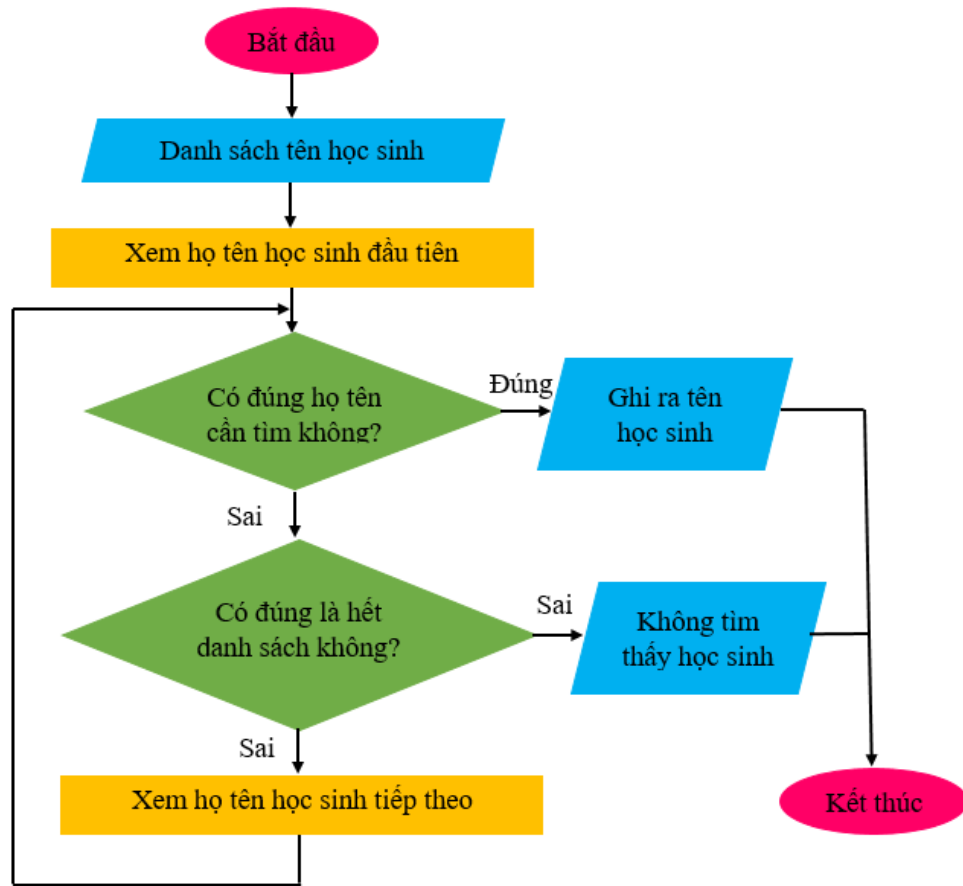 Bắt đầu
Danh sách tên học sinh
Xem họ tên học sinh đầu tiên
Có đúng họ tên
cần tìm không?
Đúng
Ghi ra tên
học sinh
Sai
Có đúng là hết
danh sách không?
Sai
Không tìm
thấy học sinh
Sai
Xem họ tên học sinh tiếp theo
Kết thúc